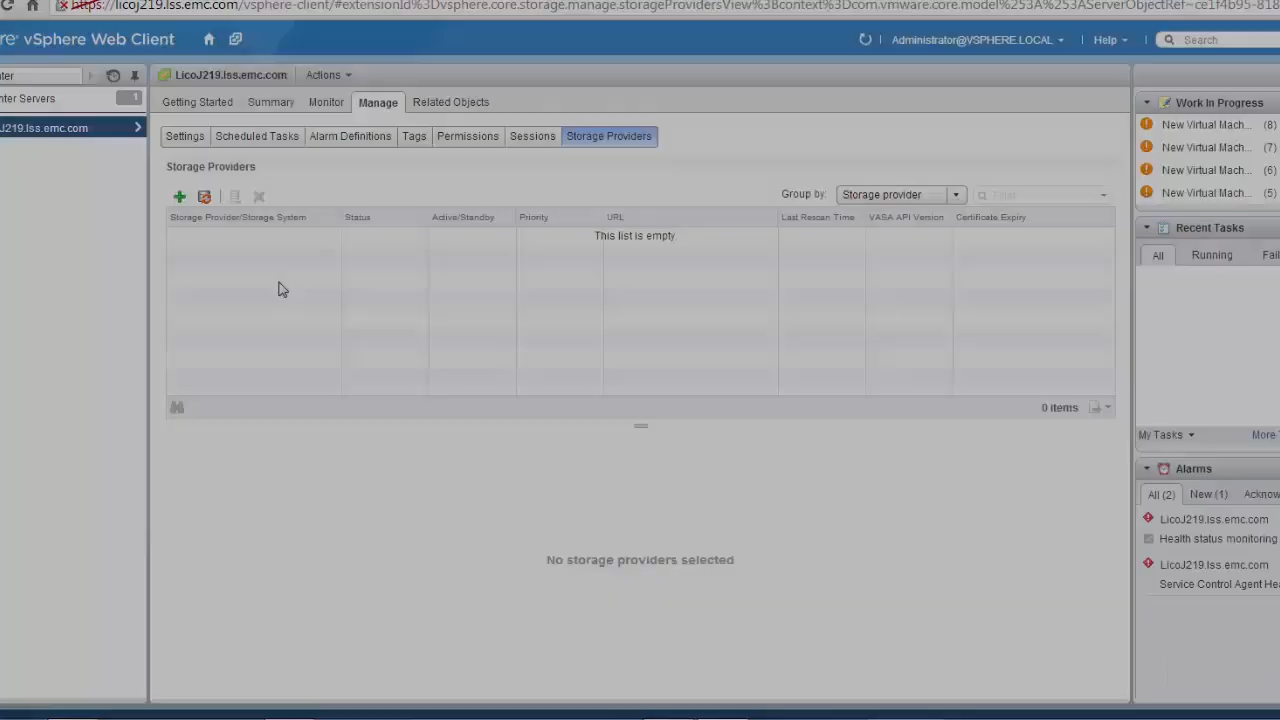 https://licoj219.lss.emc.com/vsphere-client/#extensionId%3Dvsphere.core.storage.manage.storageProvidersView%3Bcontext%3Dcom.vmware.core.model%253A%253AServerObjectRef~ce1f4b95-818
re® vSphere Web Client
Administrator@VSPHERE.LOCAL
Help
Search
nter
LicoJ219.lss.emc.com
Actions
Work In Progress
nter Servers
1
Getting Started
Summary
Monitor
Manage
Related Objects
New Virtual Mach... (8)
J219.lss.emc.com
Settings
Scheduled Tasks
Alarm Definitions
Tags
Permissions
Sessions
Storage Providers
New Virtual Mach... (7)
Storage Providers
New Virtual Mach... (6)
Group by:
Storage provider
Filter
New Virtual Mach... (5)
Storage Provider/Storage System
Status
Active/Standby
Priority
URL
Last Rescan Time
VASA API Version
Certificate Expiry
Recent Tasks
This list is empty.
All
Running
Fail
0 items
My Tasks
More
Alarms
All (2)
New (1)
Acknow
LicoJ219.lss.emc.com
Health status monitoring
No storage providers selected
LicoJ219.lss.emc.com
Service Control Agent Hea